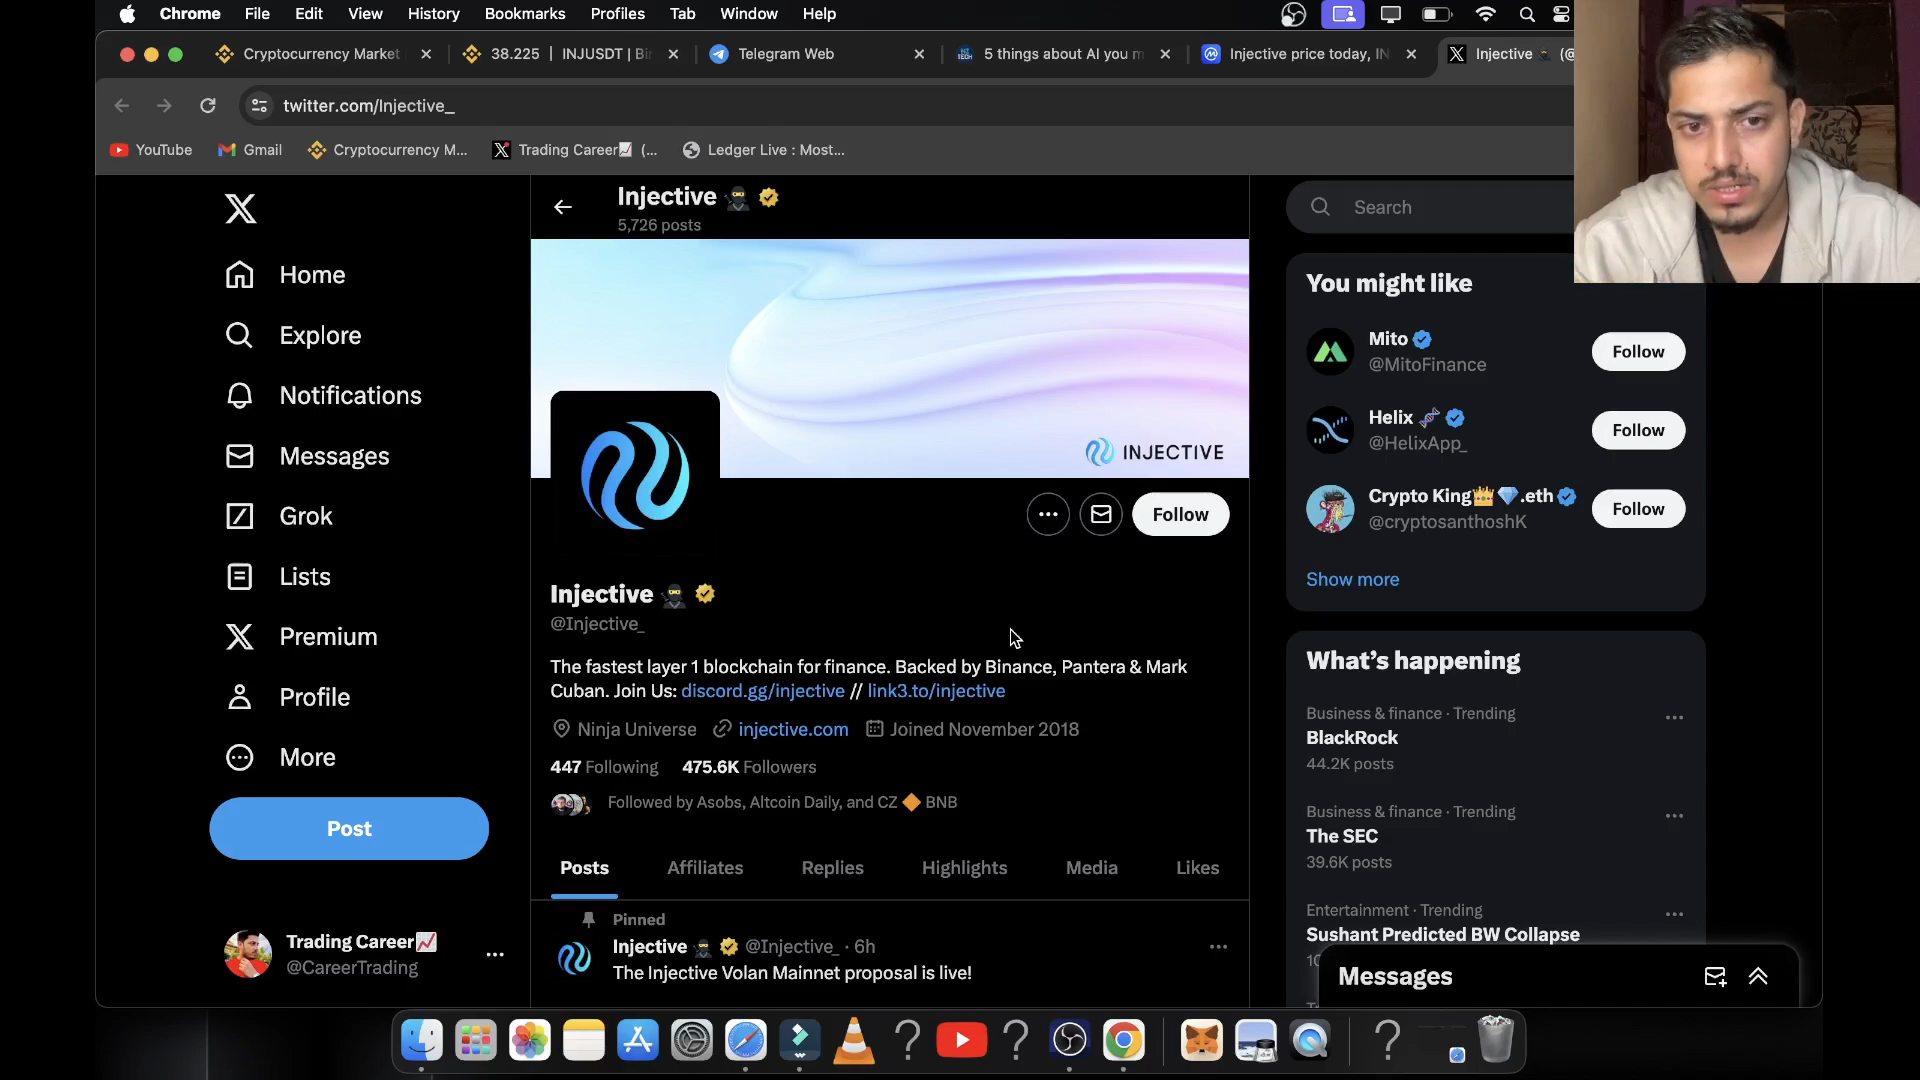 Chrome File Edit View History Bookmarks Profiles Tab Window Help
Cryptocurrency Market
38.225 | INJUSDT | Bi
Telegram Web
5 things about AI you m
Injective price today, IN
Injective (@
twitter.com/Injective_
YouTube
Gmail
Cryptocurrency M...
Trading Career📈 (...
Ledger Live : Most...
Home
Explore
Notifications
Messages
Grok
Lists
Premium
Profile
More
Post
Trading Career📈
@CareerTrading
Injective 🥷
5,726 posts
INJECTIVE
Follow
Injective 🥷
@Injective_
The fastest layer 1 blockchain for finance. Backed by Binance, Pantera & Mark
Cuban. Join Us: discord.gg/injective // link3.to/injective
Ninja Universe injective.com Joined November 2018
447 Following 475.6K Followers
Followed by Asobs, Altcoin Daily, and CZ 🔶 BNB
Posts Affiliates Replies Highlights Media Likes
Pinned
Injective 🥷 @Injective_ · 6h
The Injective Volan Mainnet proposal is live!
Search
You might like
Mito
@MitoFinance
Follow
Helix 🧬
@HelixApp_
Follow
Crypto King👑💎.eth
@cryptosanthoshK
Follow
Show more
What's happening
Business & finance · Trending
BlackRock
44.2K posts
Business & finance · Trending
The SEC
39.6K posts
Entertainment · Trending
Sushant Predicted BW Collapse
Messages